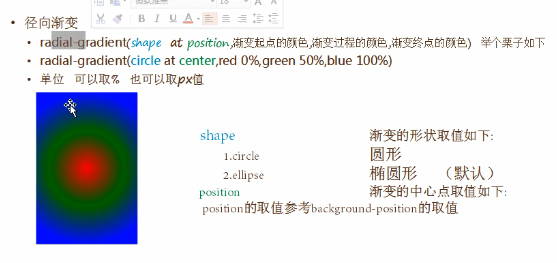 径向渐变
radial-gradient(shape at position,渐变起点的颜色,渐变过程的颜色,渐变终点的颜色) 举个栗子如下
radial-gradient(circle at center,red 0%,green 50%,blue 100%)
单位 可以取% 也可以取px值
shape 渐变的形状取值如下:
1.circle 圆形
2.ellipse 椭圆形 （默认）
position 渐变的中心点取值如下:
position的取值参考background-position的取值